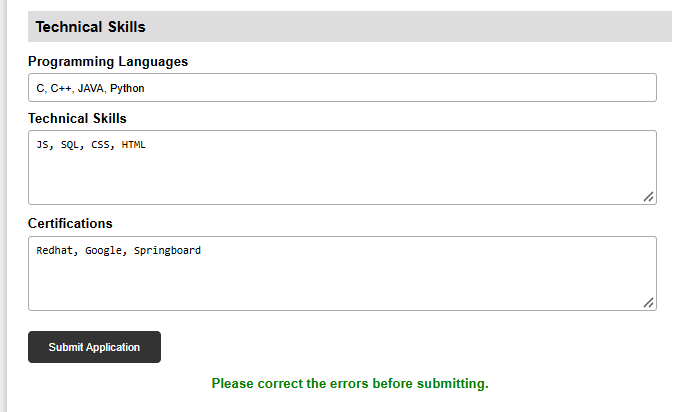 Technical Skills
Programming Languages
C, C++, JAVA, Python
Technical Skills
JS, SQL, CSS, HTML
Certifications
Redhat, Google, Springboard
Submit Application
Please correct the errors before submitting.